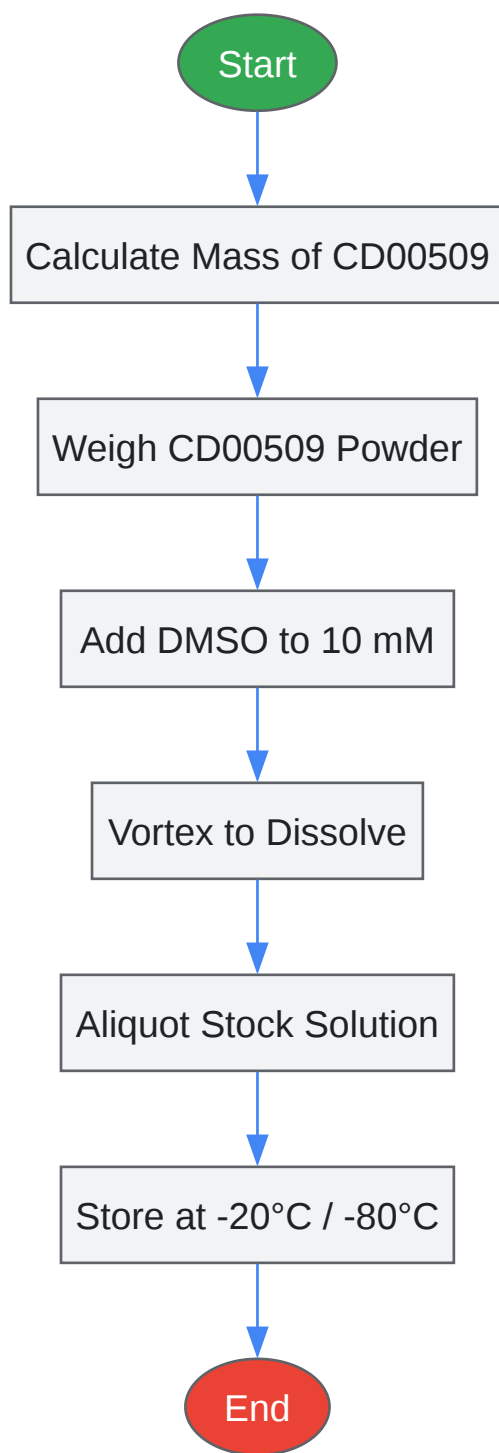 Start
Calculate Mass of CD00509
Weigh CD00509 Powder
Add DMSO to 10 mM
Vortex to Dissolve
Aliquot Stock Solution
Store at -20°C / -80°C
End